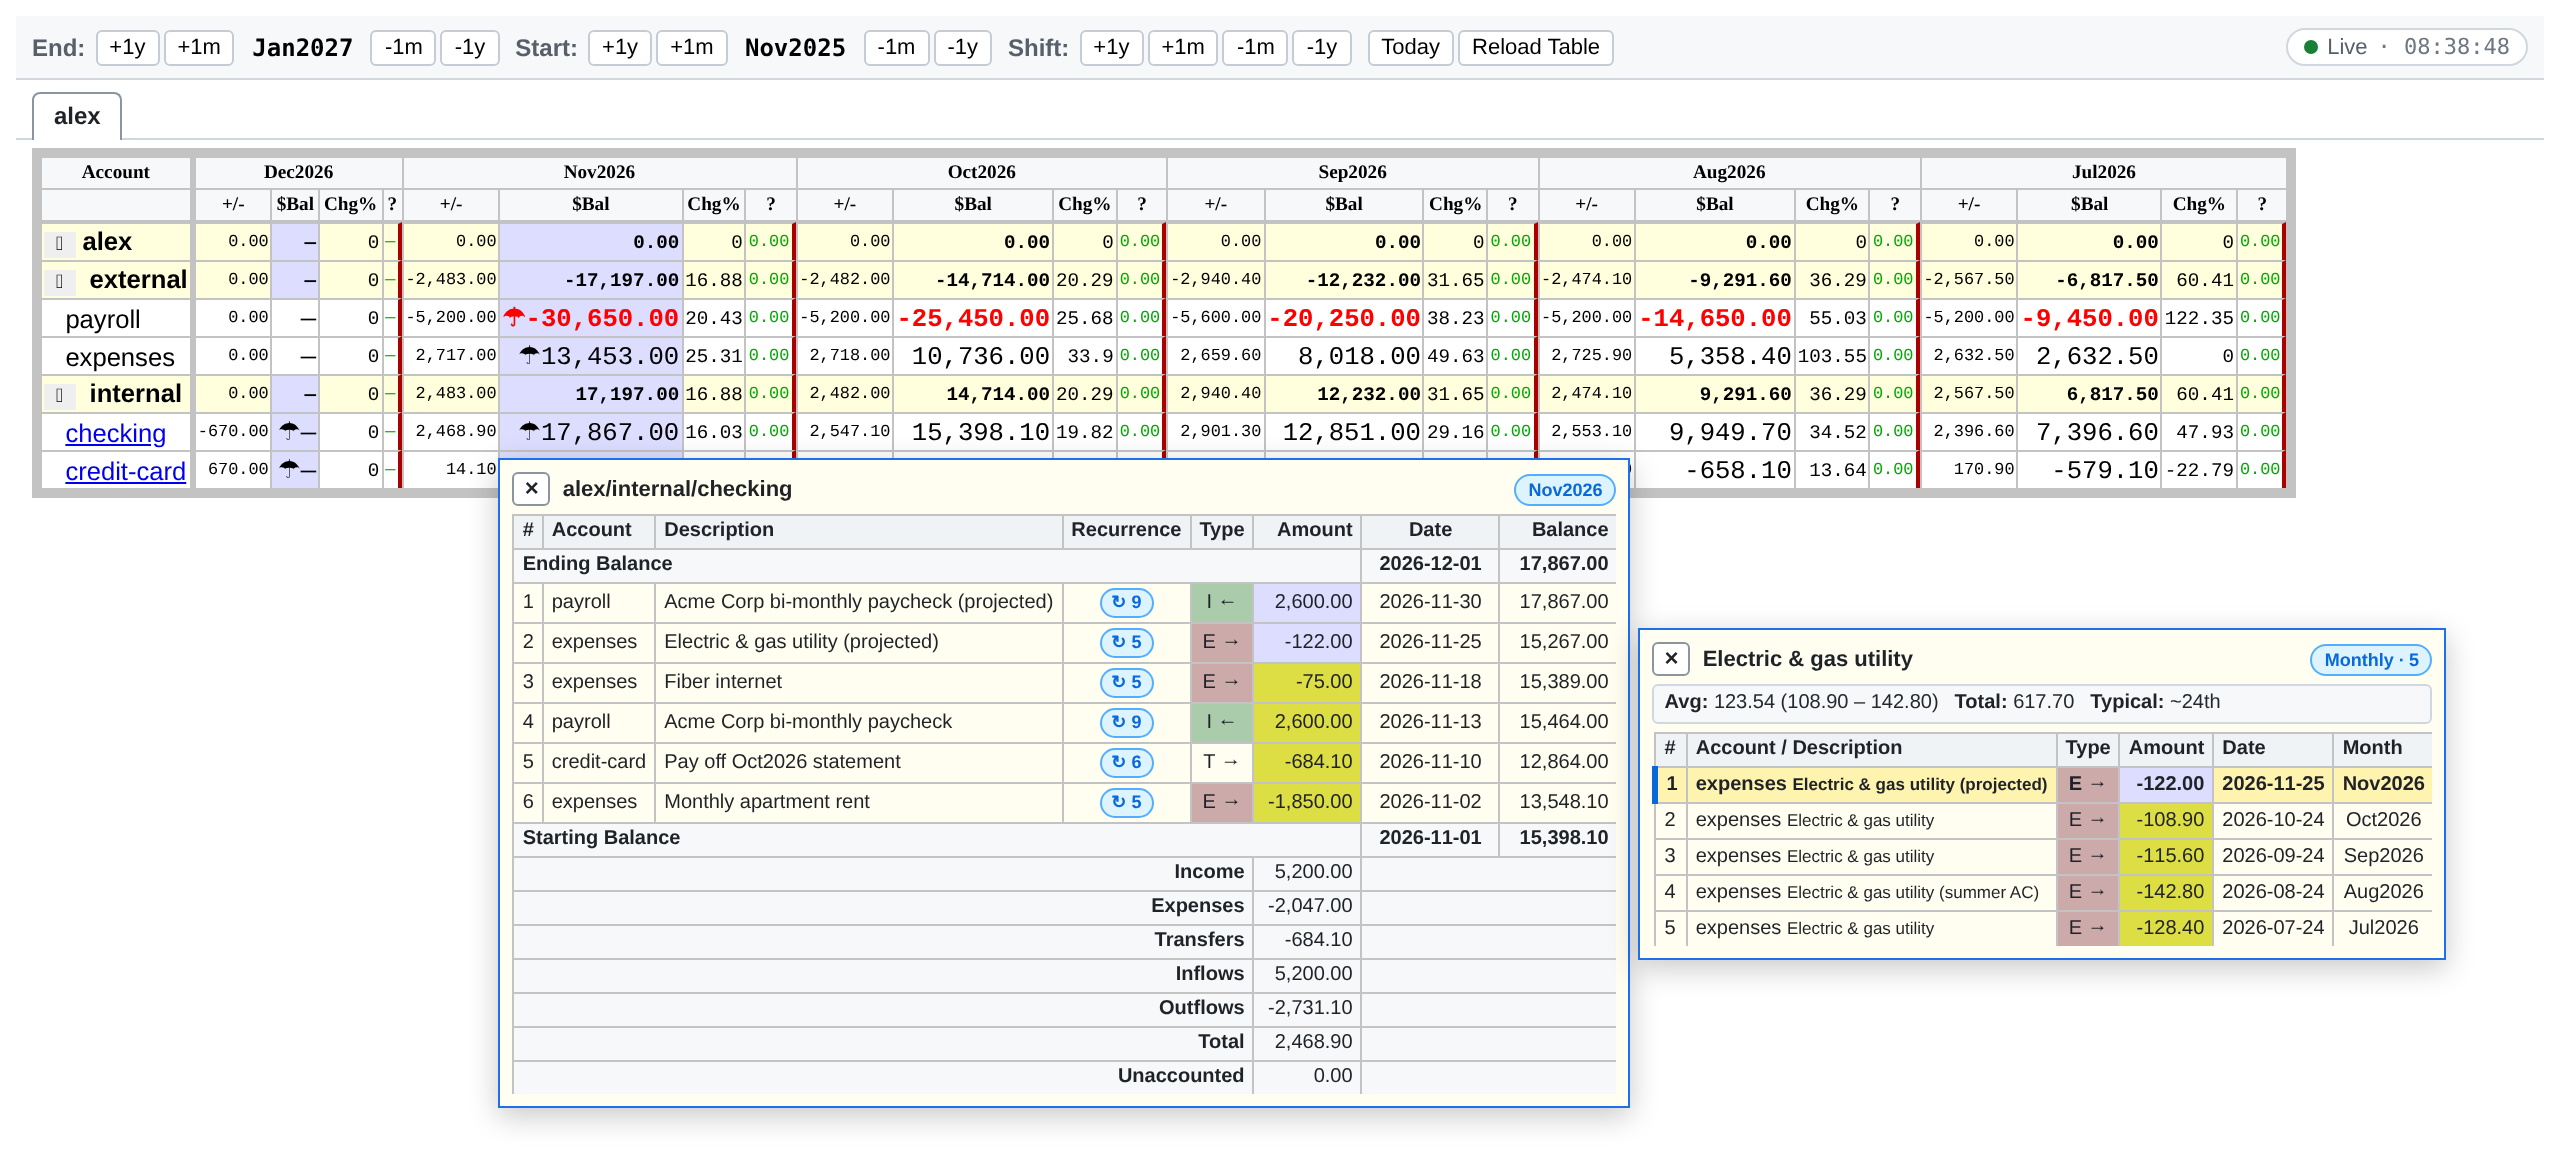 End: +1y +1m Jan2027 -1m -1y Start: +1y +1m Nov2025 -1m -1y Shift: +1y +1m -1m -1y Today Reload Table Live · 08:38:48
alex
Account Dec2026 Nov2026 Oct2026 Sep2026 Aug2026 Jul2026
+/- $Bal Chg% ? +/- $Bal Chg% ? +/- $Bal Chg% ? +/- $Bal Chg% ? +/- $Bal Chg% ? +/- $Bal Chg% ?
alex 0.00 — 0 — 0.00 0.00 0 0.00 0.00 0.00 0 0.00 0.00 0.00 0 0.00 0.00 0.00 0 0.00 0.00 0.00 0 0.00
external 0.00 — 0 — -2,483.00 -17,197.00 16.88 0.00 -2,482.00 -14,714.00 20.29 0.00 -2,940.40 -12,232.00 31.65 0.00 -2,474.10 -9,291.60 36.29 0.00 -2,567.50 -6,817.50 60.41 0.00
payroll 0.00 — 0 — -5,200.00 ☂-30,650.00 20.43 0.00 -5,200.00 -25,450.00 25.68 0.00 -5,600.00 -20,250.00 38.23 0.00 -5,200.00 -14,650.00 55.03 0.00 -5,200.00 -9,450.00 122.35 0.00
expenses 0.00 — 0 — 2,717.00 ☂13,453.00 25.31 0.00 2,718.00 10,736.00 33.9 0.00 2,659.60 8,018.00 49.63 0.00 2,725.90 5,358.40 103.55 0.00 2,632.50 2,632.50 0 0.00
internal 0.00 — 0 — 2,483.00 17,197.00 16.88 0.00 2,482.00 14,714.00 20.29 0.00 2,940.40 12,232.00 31.65 0.00 2,474.10 9,291.60 36.29 0.00 2,567.50 6,817.50 60.41 0.00
checking -670.00 ☂— 0 — 2,468.90 ☂17,867.00 16.03 0.00 2,547.10 15,398.10 19.82 0.00 2,901.30 12,851.00 29.16 0.00 2,553.10 9,949.70 34.52 0.00 2,396.60 7,396.60 47.93 0.00
credit-card 670.00 ☂— 0 — 14.10 -658.10 13.64 0.00 170.90 -579.10 -22.79 0.00
✕ alex/internal/checking Nov2026
# Account Description Recurrence Type Amount Date Balance
Ending Balance 2026-12-01 17,867.00
1 payroll Acme Corp bi-monthly paycheck (projected) ↻ 9 I ← 2,600.00 2026-11-30 17,867.00
2 expenses Electric & gas utility (projected) ↻ 5 E → -122.00 2026-11-25 15,267.00
3 expenses Fiber internet ↻ 5 E → -75.00 2026-11-18 15,389.00
4 payroll Acme Corp bi-monthly paycheck ↻ 9 I ← 2,600.00 2026-11-13 15,464.00
5 credit-card Pay off Oct2026 statement ↻ 6 T → -684.10 2026-11-10 12,864.00
6 expenses Monthly apartment rent ↻ 5 E → -1,850.00 2026-11-02 13,548.10
Starting Balance 2026-11-01 15,398.10
Income 5,200.00
Expenses -2,047.00
Transfers -684.10
Inflows 5,200.00
Outflows -2,731.10
Total 2,468.90
Unaccounted 0.00
✕ Electric & gas utility Monthly · 5
Avg: 123.54 (108.90 – 142.80) Total: 617.70 Typical: ~24th
# Account / Description Type Amount Date Month
1 expenses Electric & gas utility (projected) E → -122.00 2026-11-25 Nov2026
2 expenses Electric & gas utility E → -108.90 2026-10-24 Oct2026
3 expenses Electric & gas utility E → -115.60 2026-09-24 Sep2026
4 expenses Electric & gas utility (summer AC) E → -142.80 2026-08-24 Aug2026
5 expenses Electric & gas utility E → -128.40 2026-07-24 Jul2026